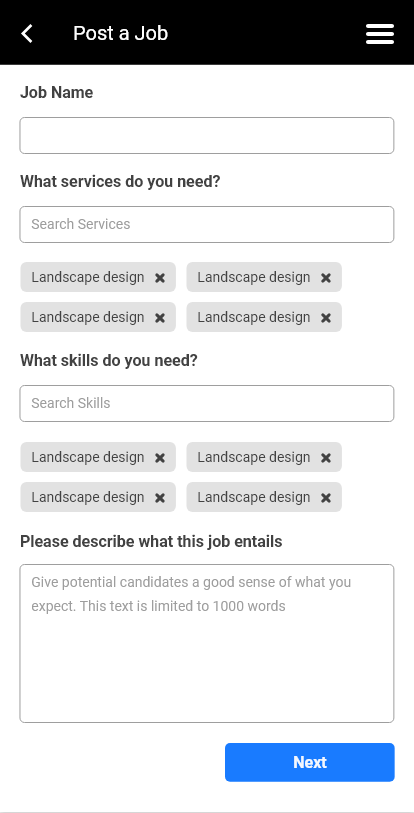 Post a Job
Job Name
What services do you need?
Search Services
Landscape design Landscape design
Landscape design Landscape design
What skills do you need?
Search Skills
Landscape design Landscape design
Landscape design Landscape design
Please describe what this job entails
Give potential candidates a good sense of what you
expect. This text is limited to 1000 words
Next